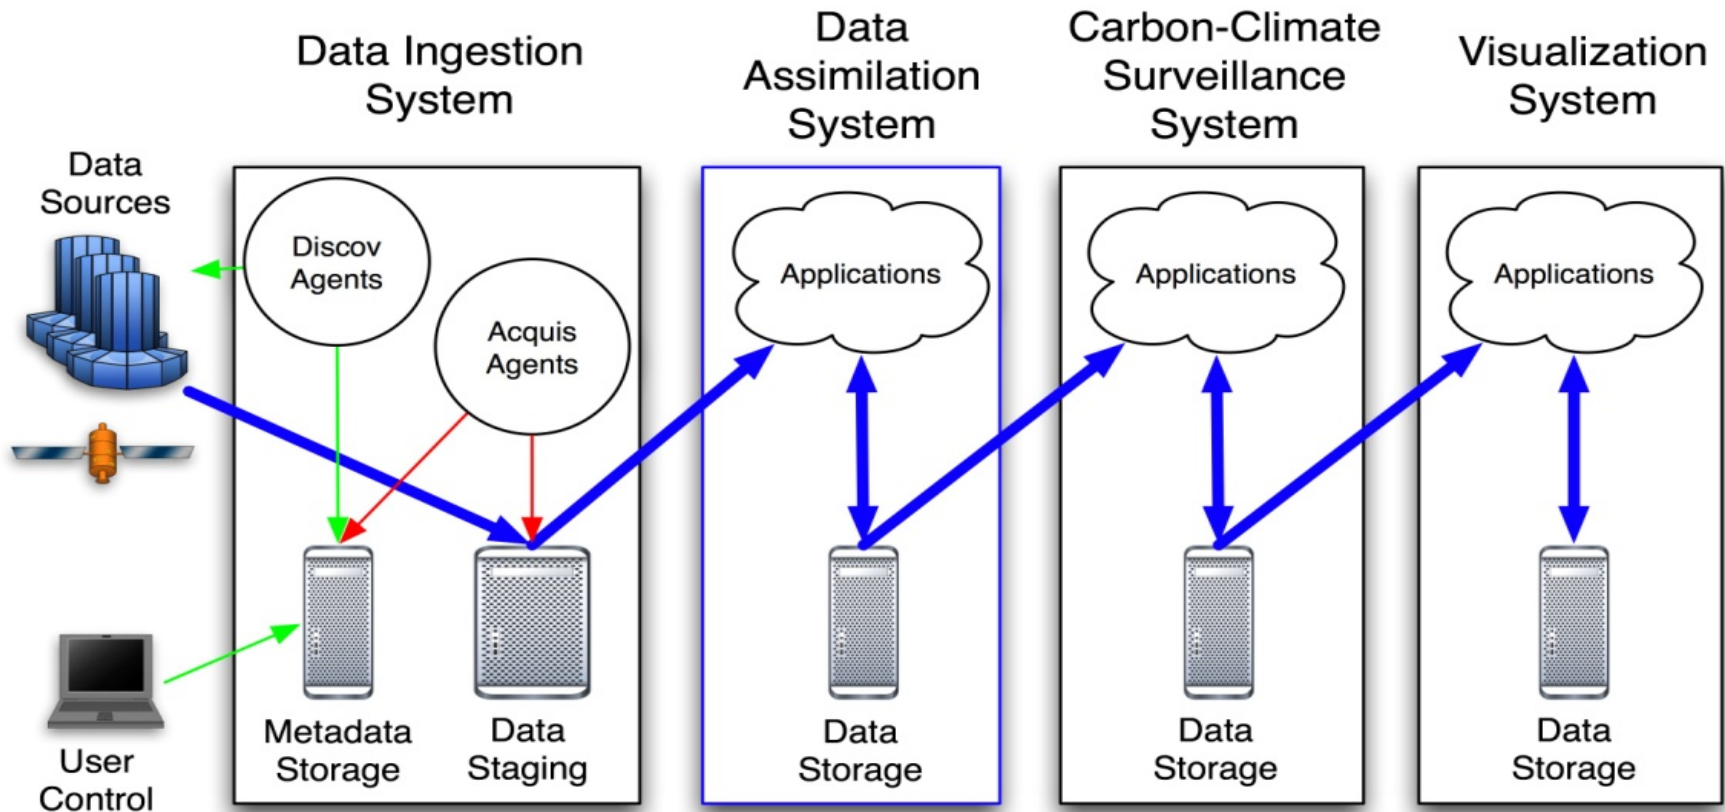 Data Ingestion
System
Data
Assimilation
System
Carbon-Climate
Surveillance
System
Visualization
System
Data
Sources
Discov
Agents
Acquis
Agents
Applications
Applications
Applications
User
Control
Metadata
Storage
Data
Staging
Data
Storage
Data
Storage
Data
Storage